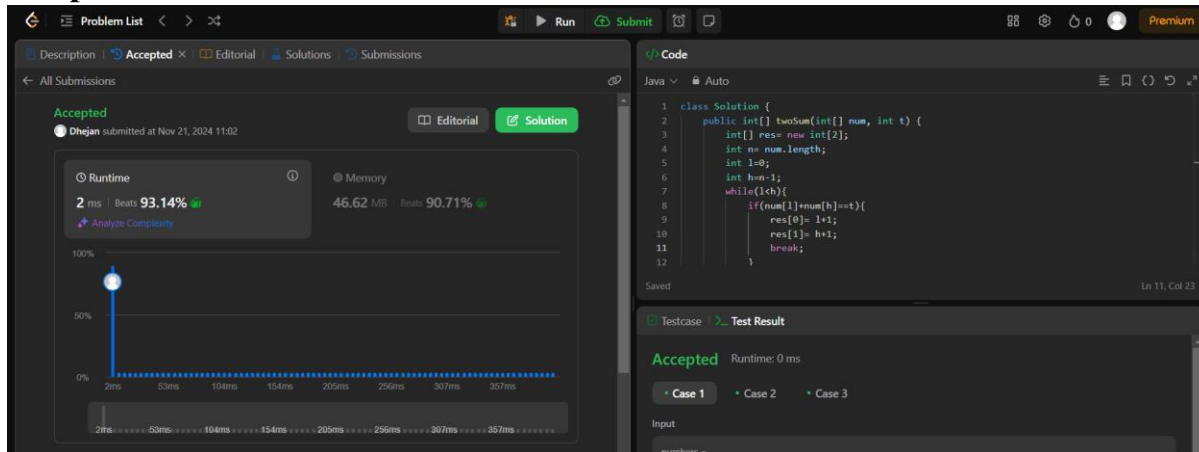 Problem List
Run
Submit
0
Premium
Description
Accepted
Editorial
Solutions
Submissions
All Submissions
Accepted
Dhejan submitted at Nov 21, 2024 11:02
Editorial
Solution
Runtime
2 ms Beats 93.14%
Analyze Complexity
Memory
46.62 MB Beats 90.71%
100%
50%
0%
2ms 53ms 104ms 154ms 205ms 256ms 307ms 357ms
2ms 53ms 104ms 154ms 205ms 256ms 307ms 357ms
</> Code
Java Auto
1 class Solution {
2 public int[] twoSum(int[] num, int t) {
3 int[] res= new int[2];
4 int n= num.length;
5 int l=0;
6 int h=n-1;
7 while(l<h){
8 if(num[l]+num[h]==t){
9 res[0]= l+1;
10 res[1]= h+1;
11 break;
12 }
Saved
Ln 11, Col 23
Testcase
>_ Test Result
Accepted Runtime: 0 ms
• Case 1 • Case 2 • Case 3
Input
numbers =